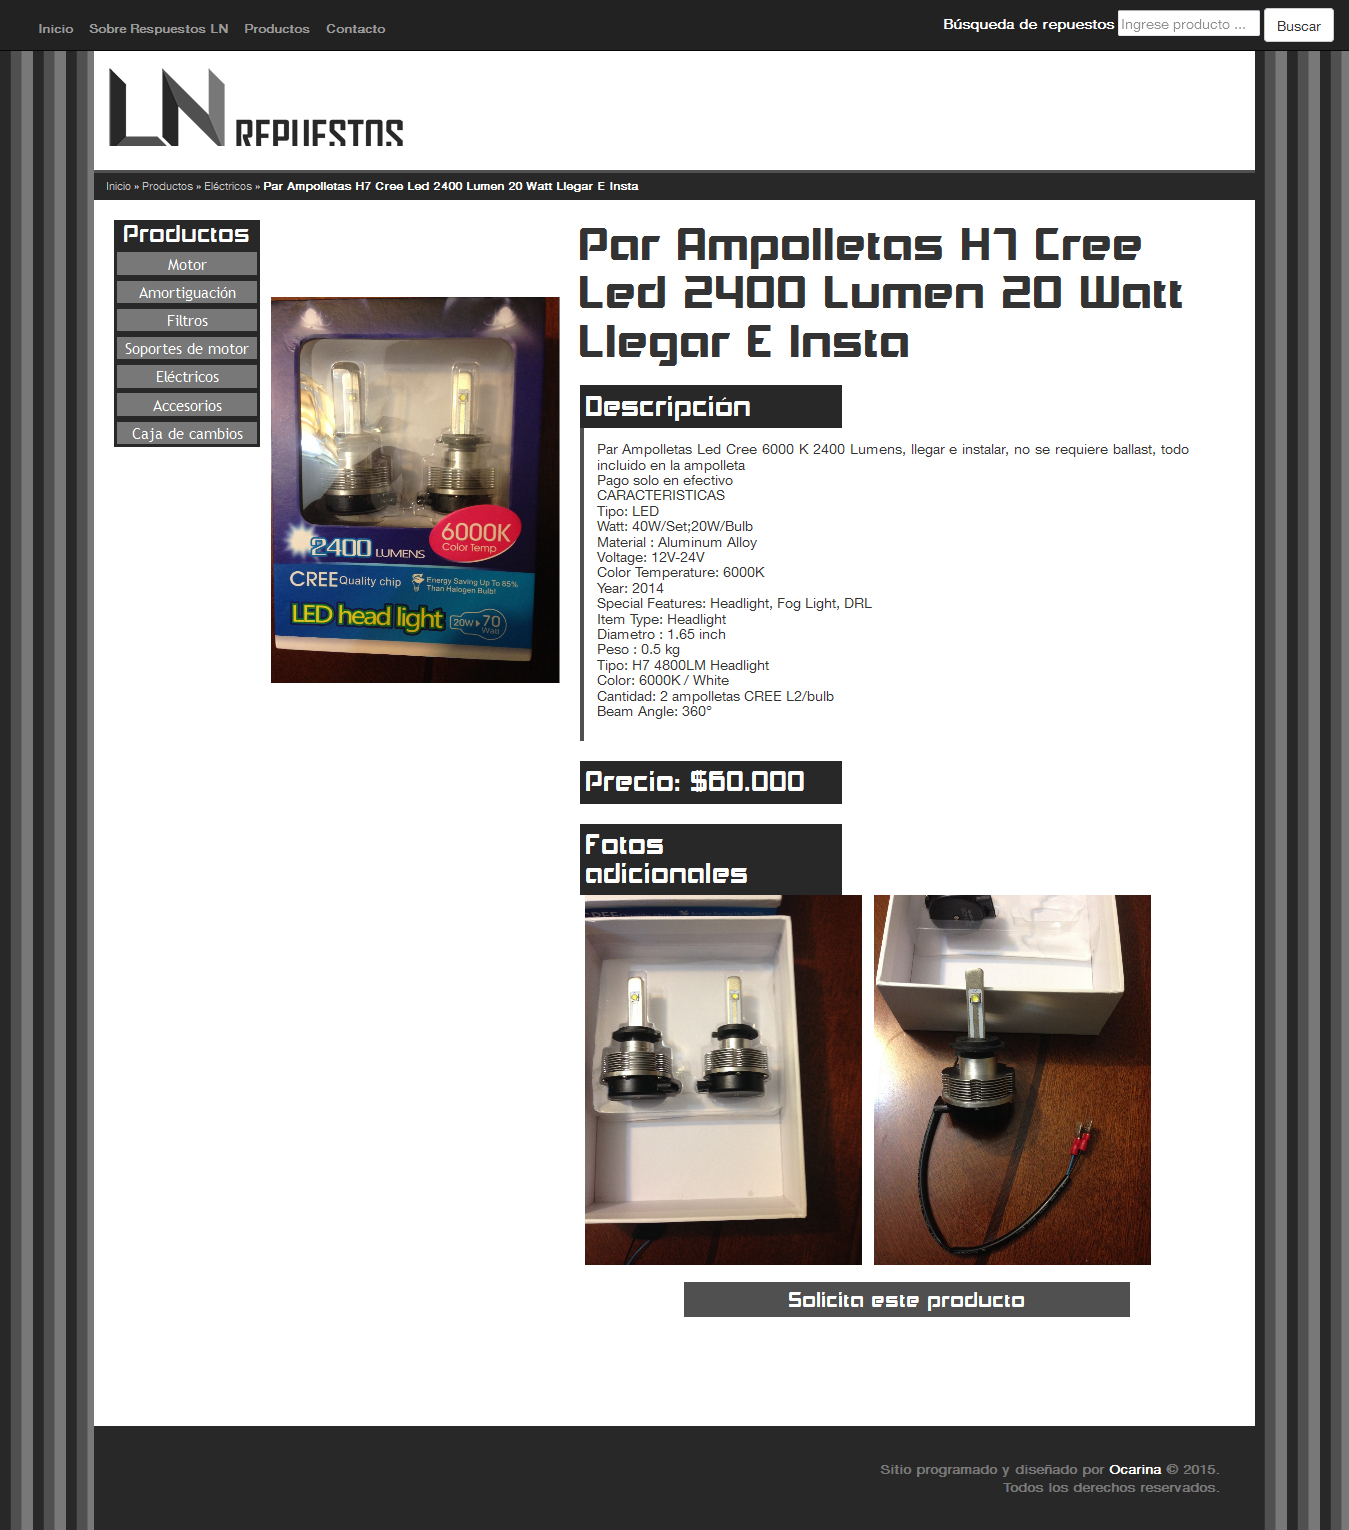 Inicio Sobre Respuestos LN Productos Contacto
Búsqueda de repuestos Ingrese producto ... Buscar
LN REPUESTOS
Inicio » Productos » Eléctricos » Par Ampolletas H7 Cree Led 2400 Lumen 20 Watt Llegar E Insta
Productos
Motor
Amortiguación
Filtros
Soportes de motor
Eléctricos
Accesorios
Caja de cambios
6000K
Color Temp
2400 LUMENS
CREE Quality chip
Energy Saving Up To 85%
Than Halogen Bulb!
LED head light
20W 70
Watt
Par Ampolletas H7 Cree
Led 2400 Lumen 20 Watt
Llegar E Insta
Descripción
Par Ampolletas Led Cree 6000 K 2400 Lumens, llegar e instalar, no se requiere ballast, todo
incluido en la ampolleta
Pago solo en efectivo
CARACTERISTICAS
Tipo: LED
Watt: 40W/Set;20W/Bulb
Material : Aluminum Alloy
Voltage: 12V-24V
Color Temperature: 6000K
Year: 2014
Special Features: Headlight, Fog Light, DRL
Item Type: Headlight
Diametro : 1.65 inch
Peso : 0.5 kg
Tipo: H7 4800LM Headlight
Color: 6000K / White
Cantidad: 2 ampolletas CREE L2/bulb
Beam Angle: 360°
Precio: $60.000
Fotos
adicionales
Solicita este producto
Sitio programado y diseñado por Ocarina © 2015.
Todos los derechos reservados.